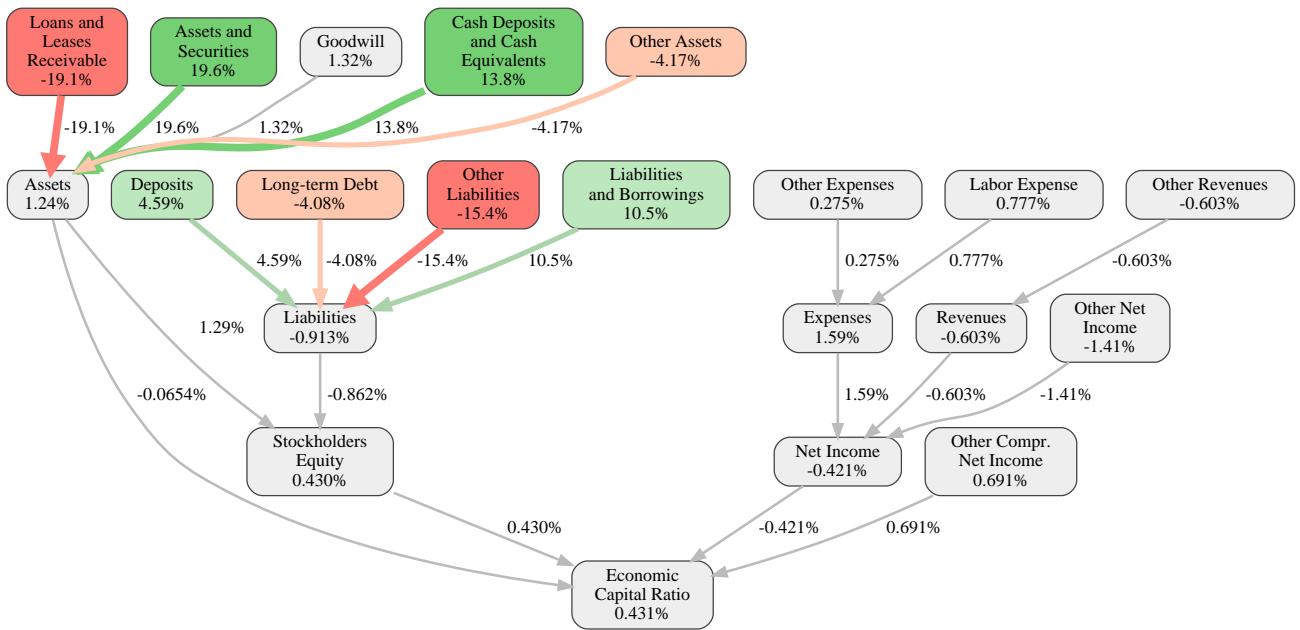 Loans and
Leases
Receivable
-19.1%
Assets and
Securities
19.6%
Goodwill
1.32%
Cash Deposits
and Cash
Equivalents
13.8%
Other Assets
-4.17%
-19.1%
19.6%
1.32%
13.8%
-4.17%
Assets
1.24%
Deposits
4.59%
Long-term Debt
-4.08%
Other
Liabilities
-15.4%
Liabilities
and Borrowings
10.5%
Other Expenses
0.275%
Labor Expense
0.777%
Other Revenues
-0.603%
4.59%
-4.08%
-15.4%
10.5%
0.275%
0.777%
-0.603%
1.29%
Liabilities
-0.913%
Expenses
1.59%
Revenues
-0.603%
Other Net
Income
-1.41%
-0.0654%
-0.862%
1.59%
-0.603%
-1.41%
Stockholders
Equity
0.430%
Net Income
-0.421%
Other Compr.
Net Income
0.691%
0.430%
-0.421%
0.691%
Economic
Capital Ratio
0.431%